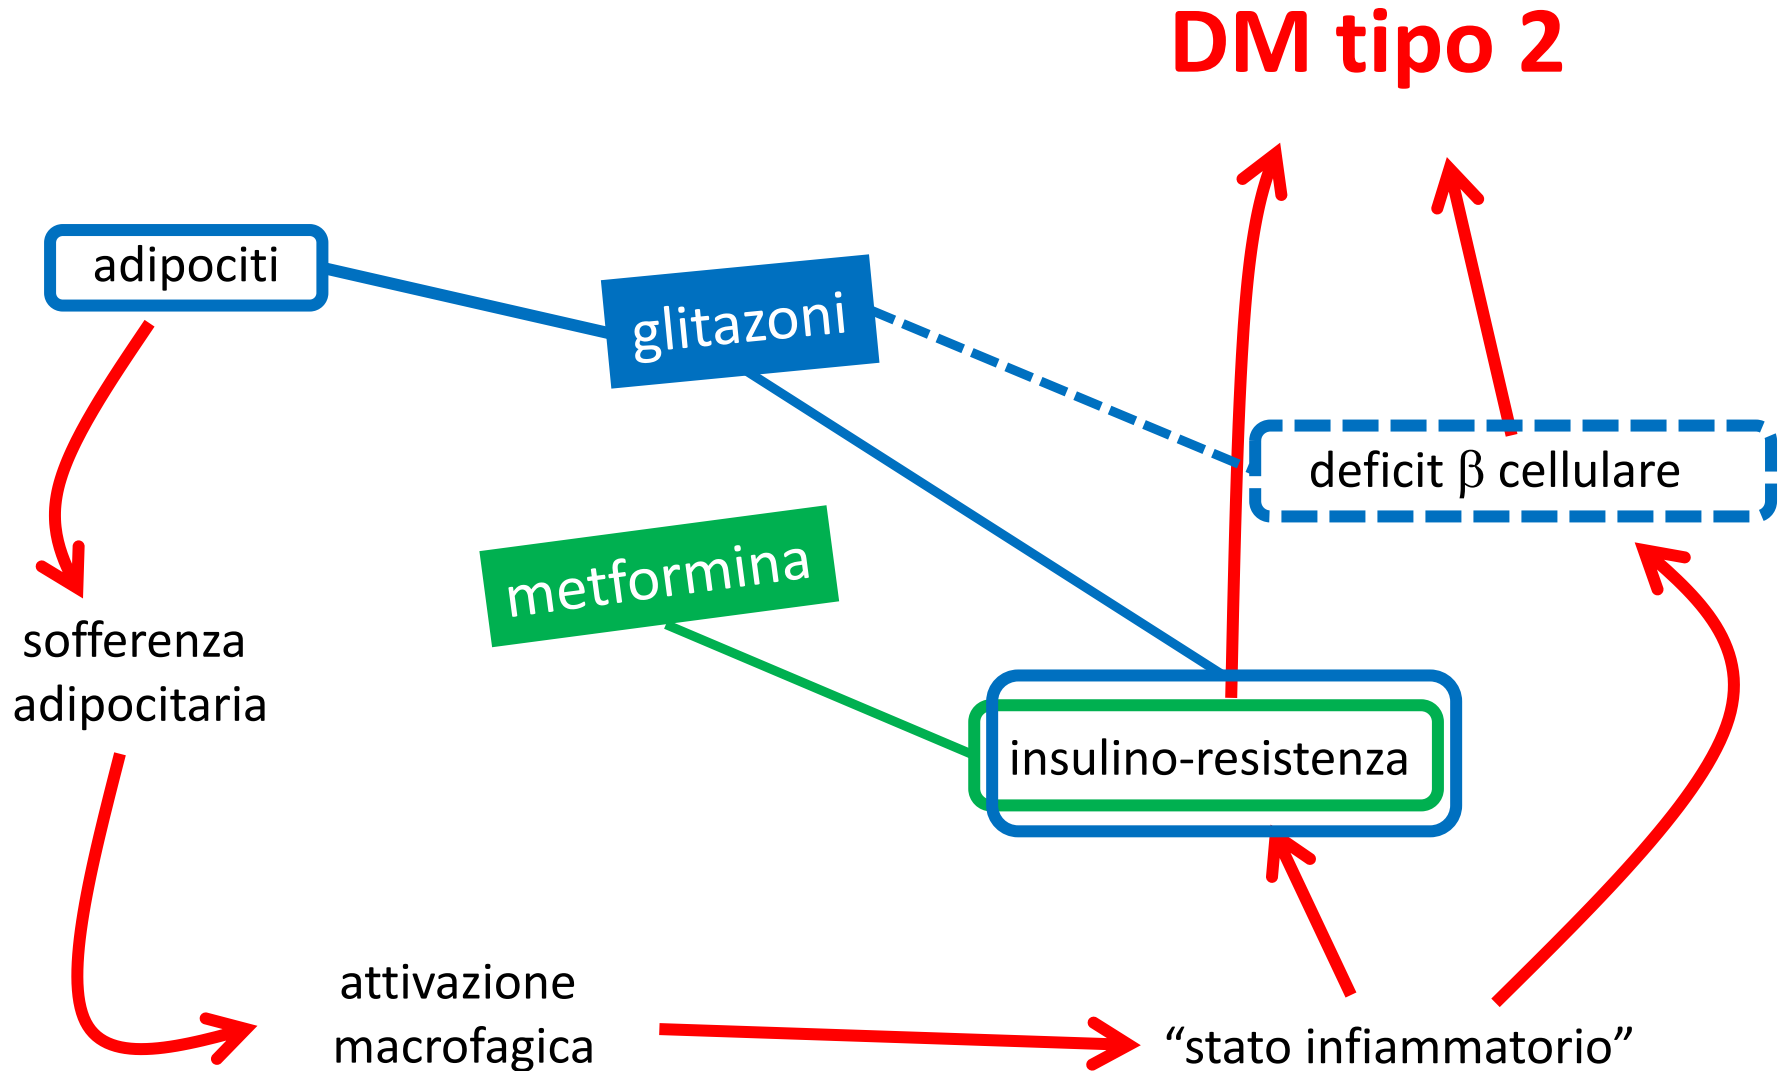 DM tipo 2
adipociti
glitazoni
deficit β cellulare
metformina
sofferenza
adipocitaria
insulino-resistenza
attivazione
macrofagica
“stato infiammatorio”